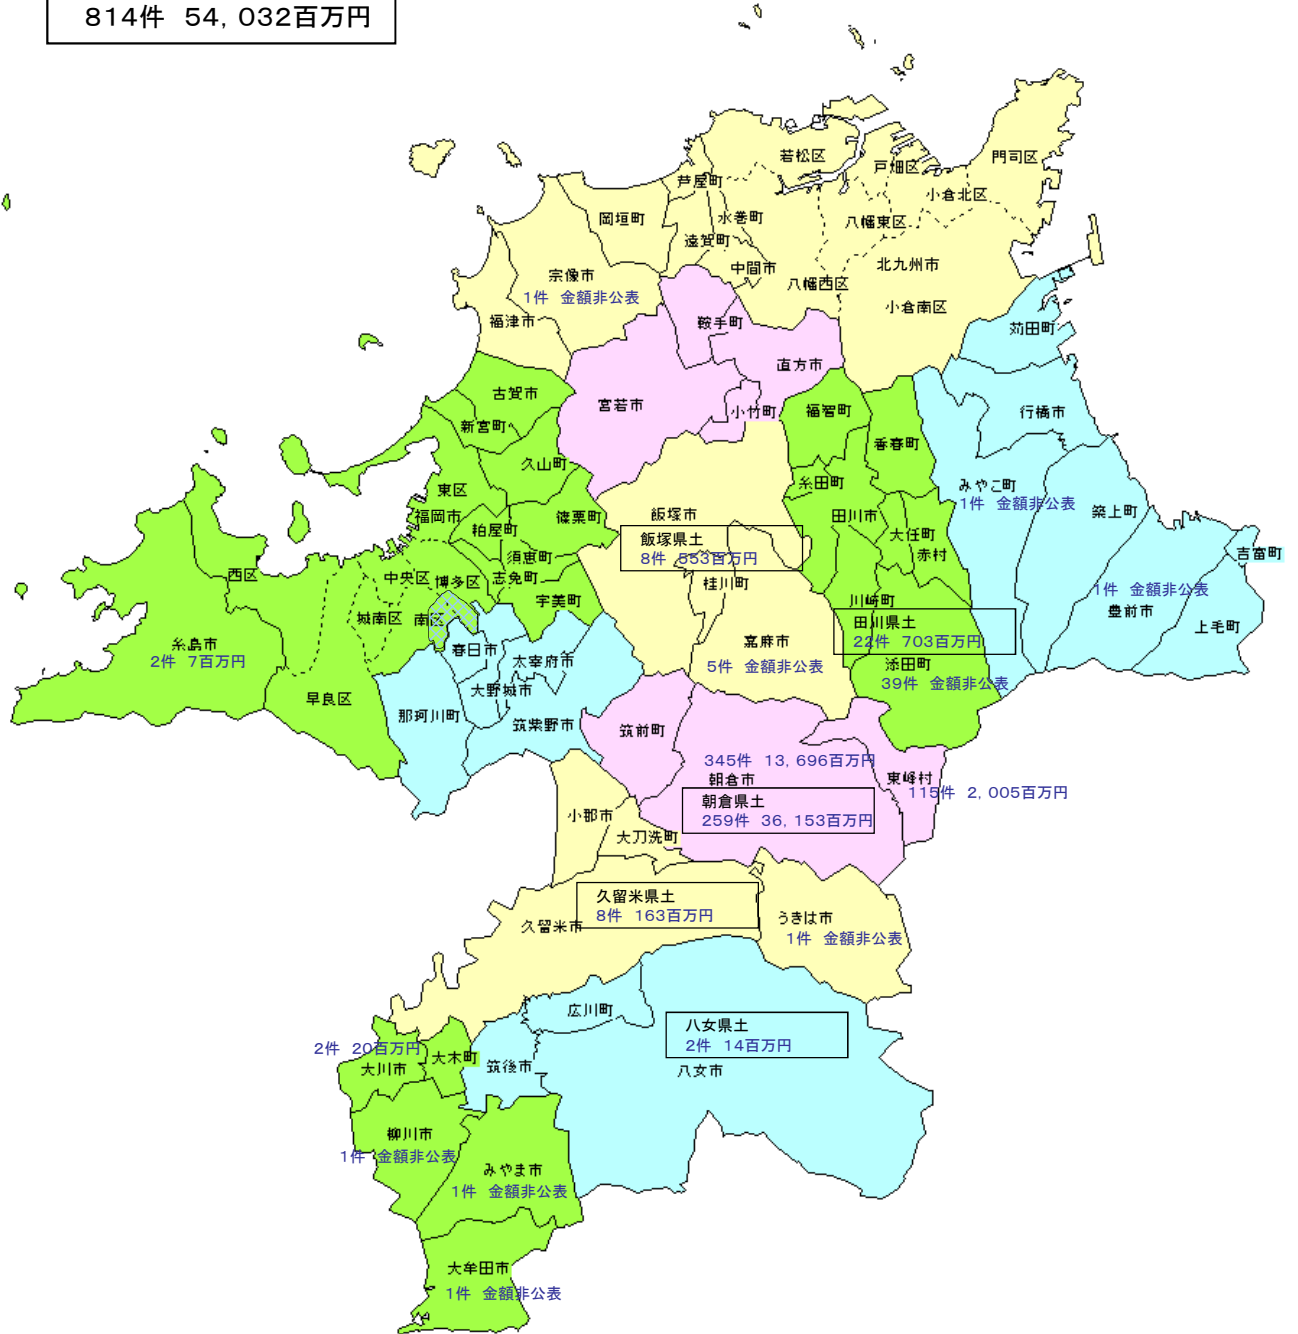 814件 54,032百万円
若松区
戸畑区
門司区
芦屋町
小倉北区
岡垣町
水巻町
八幡東区
遠賀町
中間市
北九州市
宗像市
八幡西区
1件 金額非公表
小倉南区
福津市
鞍手町
苅田町
直方市
古賀市
宮若市
小竹町
福智町
行橋市
新宮町
香春町
久山町
糸田町
みやこ町
1件 金額非公表
東区
福岡市
篠栗町
飯塚市
田川市
築上町
粕屋町
飯塚県土
8件 553百万円
大任町
赤村
吉富町
須恵町
西区
中央区
博多区
志免町
桂川町
1件 金額非公表
宇美町
川崎町
豊前市
城南区
南区
田川県土
22件 703百万円
上毛町
糸島市
2件 7百万円
春日市
太宰府市
嘉麻市
5件 金額非公表
添田町
39件 金額非公表
大野城市
早良区
那珂川町
筑紫野市
筑前町
345件 13,696百万円
朝倉市
東峰村
115件 2,005百万円
朝倉県土
259件 36,153百万円
小郡市
大刀洗町
久留米県土
8件 163百万円
久留米市
うきは市
1件 金額非公表
広川町
八女県土
2件 14百万円
2件 20百万円
大川市
大木町
筑後市
八女市
柳川市
1件 金額非公表
みやま市
1件 金額非公表
大牟田市
1件 金額非公表